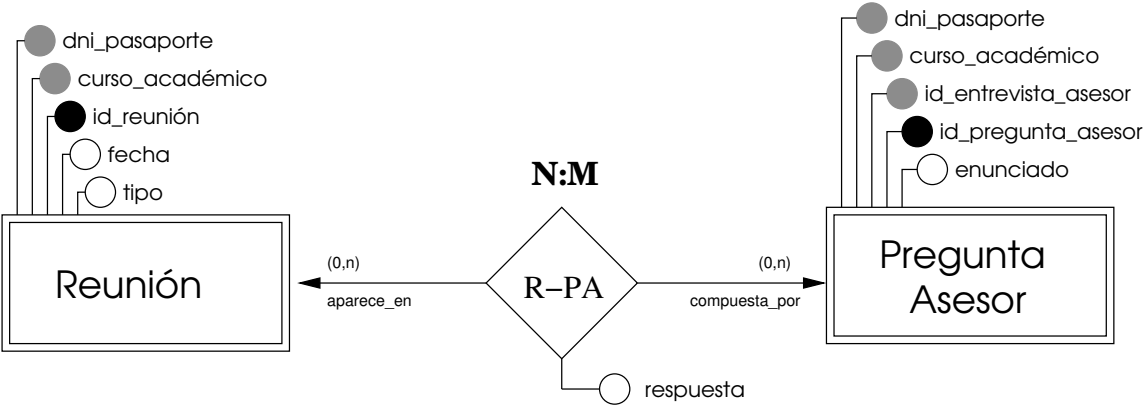 dni_pasaporte
curso_académico
id_reunión
fecha
tipo
Reunión
N:M
(0,n)
aparece_en
R–PA
(0,n)
compuesta_por
respuesta
dni_pasaporte
curso_académico
id_entrevista_asesor
id_pregunta_asesor
enunciado
Pregunta
Asesor